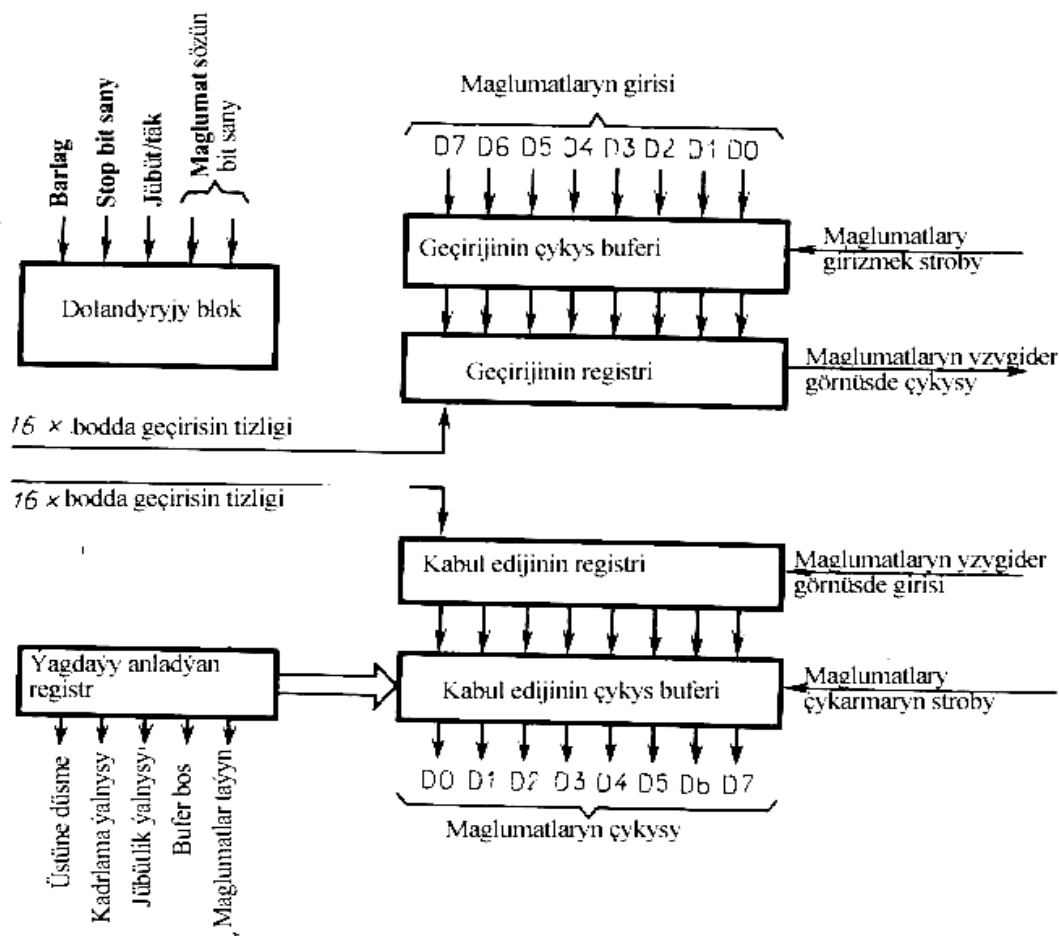 Maglumatlaryn girisi
D7 D6 D5 D4 D3 D2 D1 D0
Barlag
Stop bit sany
Jübüt/täk
Maglumat sözün
bit sany
Geçirijinin çykys buferi
Maglumatlary
girizmek stroby
Dolandyryjy blok
Geçirijinin registri
Maglumatlaryn yzygider
görnüsde çykysy
16 × bodda geçirisin tizligi
16 × bodda geçirisin tizligi
Kabul edijinin registri
Maglumatlaryn yzygider
görnüsde girisi
Ýagdaýy anladýan
registr
Kabul edijinin çykys buferi
Maglumatlary
çykarmaryn stroby
D0 D1 D2 D3 D4 D5 D6 D7
Maglumatlaryn çykysy
Üstüne düsme
Kadrlama ýalnysy
Jübütlik ýalnysy
Bufer bos
Maglumatlar taýyn